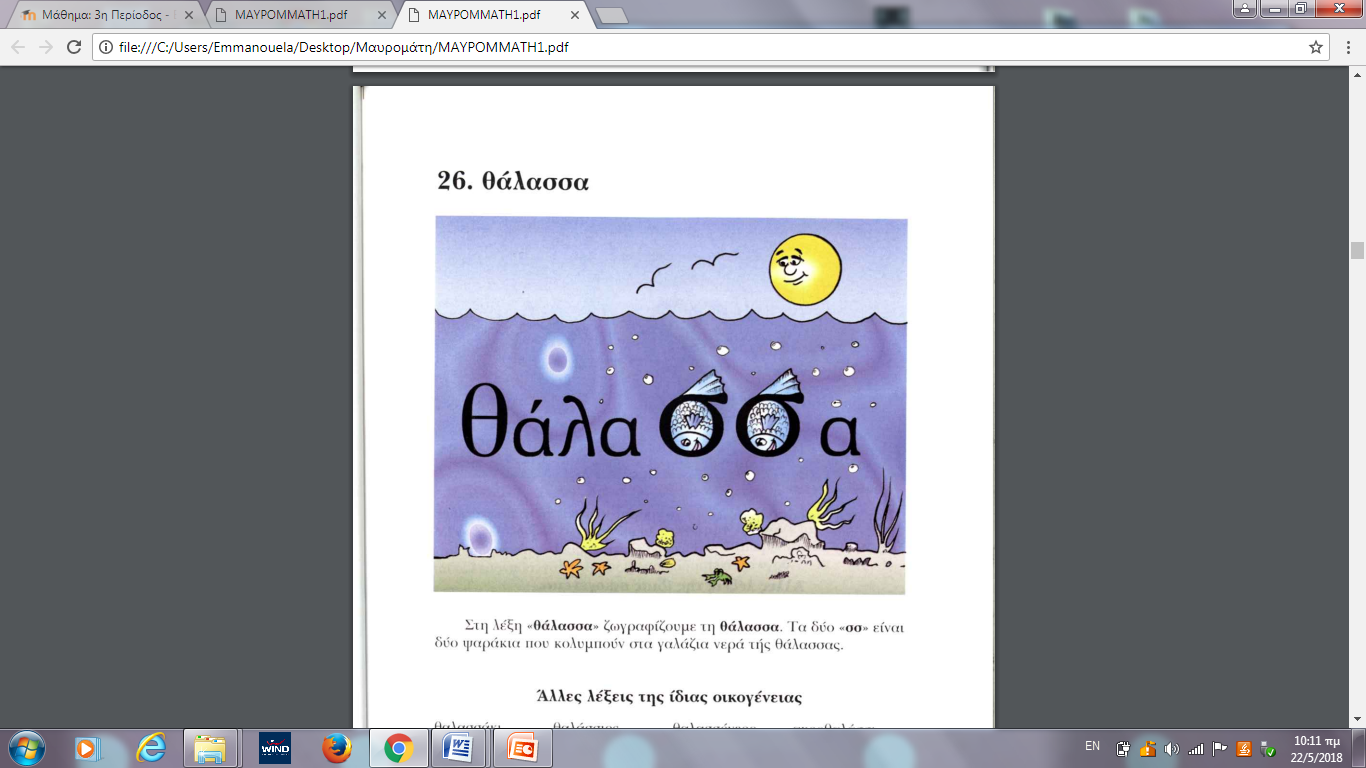 Μάθημα: 3η Περίοδος -
MAYPOMMATH1.pdf
MAYPOMMATH1.pdf
file:///C:/Users/Emmanouela/Desktop/Μαυρομάτη/MAYPOMMATH1.pdf
26. θάλασσα
θάλασσα
Στη λέξη «θάλασσα» ζωγραφίζουμε τη θάλασσα. Τα δύο «σσ» είναι
δύο ψαράκια που κολυμπούν στα γαλάζια νερά τής θάλασσας.
Άλλες λέξεις της ίδιας οικογένειας
WIND
EN
10:11 πμ
22/5/2018